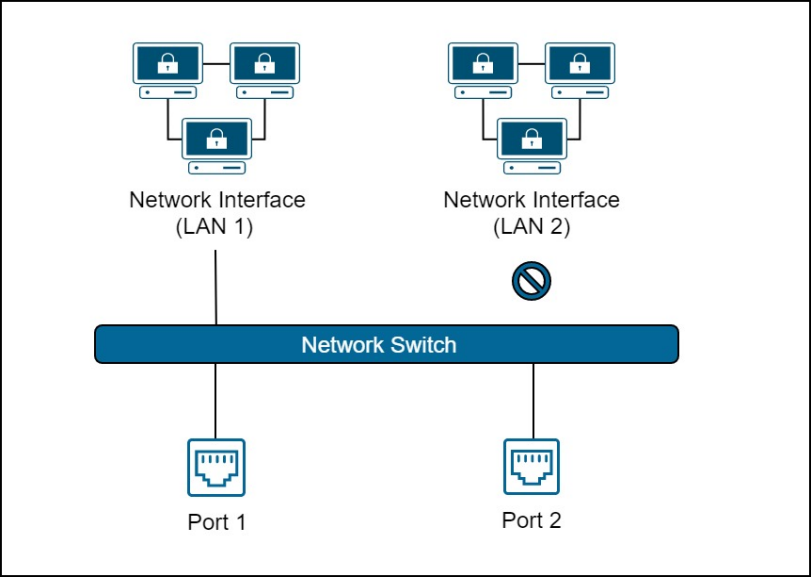 Network Interface
(LAN 1)
Network Interface
(LAN 2)
Network Switch
Port 1
Port 2